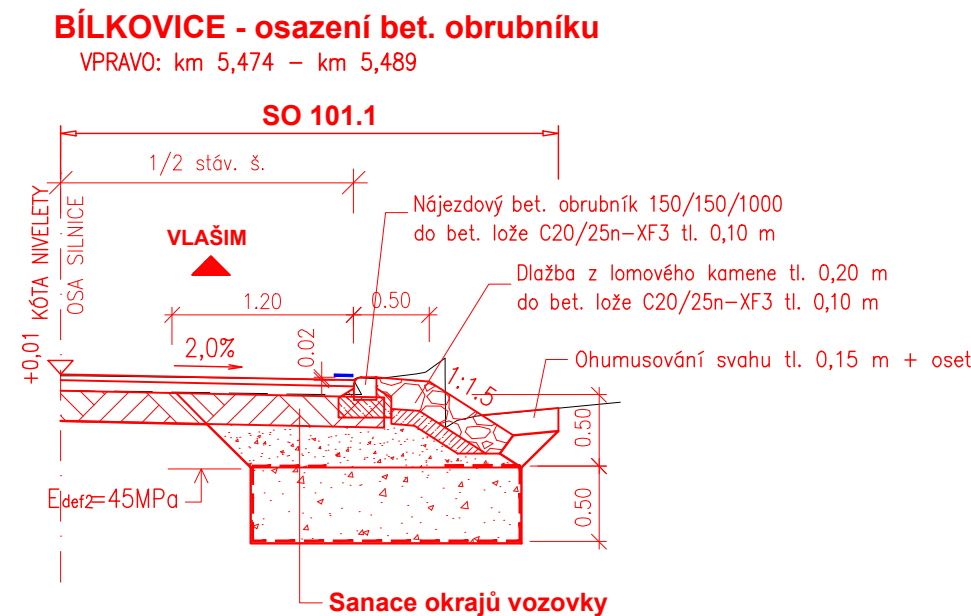 BÍLKOVICE - osazení bet. obrubníku
VPRAVO: km 5,474 – km 5,489
SO 101.1
1/2 stáv. š.
+0,01 KÓTA NIVELETY
OSA SILNICE
VLAŠIM
Nájezdový bet. obrubník 150/150/1000
do bet. lože C20/25n-XF3 tl. 0,10 m
Dlažba z lomového kamene tl. 0,20 m
do bet. lože C20/25n-XF3 tl. 0,10 m
1.20
0.50
2,0%
0.02
1:1.5
Ohumusování svahu tl. 0,15 m + oset
0.50
0.50
Edef2=45MPa
Sanace okrajů vozovky